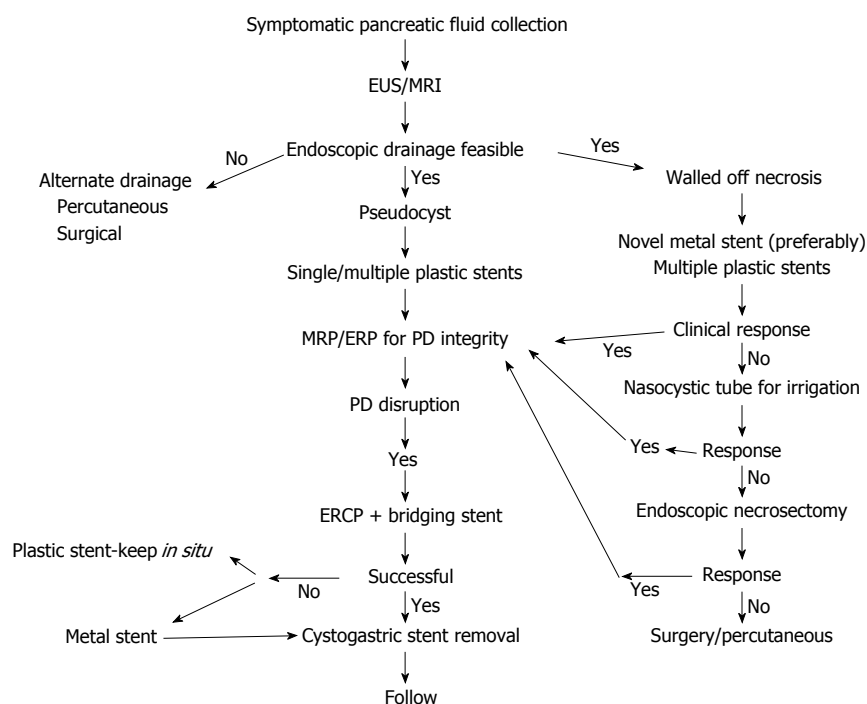 Symptomatic pancreatic fluid collection
EUS/MRI
Endoscopic drainage feasible
No
Yes
Yes
Alternate drainage
Percutaneous
Surgical
Pseudocyst
Walled off necrosis
Single/multiple plastic stents
Novel metal stent (preferably)
Multiple plastic stents
MRP/ERP for PD integrity
Clinical response
Yes
No
Nasocystic tube for irrigation
PD disruption
Yes
Response
Yes
No
ERCP + bridging stent
Endoscopic necrosectomy
Plastic stent-keep in situ
Successful
No
Yes
Response
Yes
No
Metal stent
Cystogastric stent removal
Surgery/percutaneous
Follow